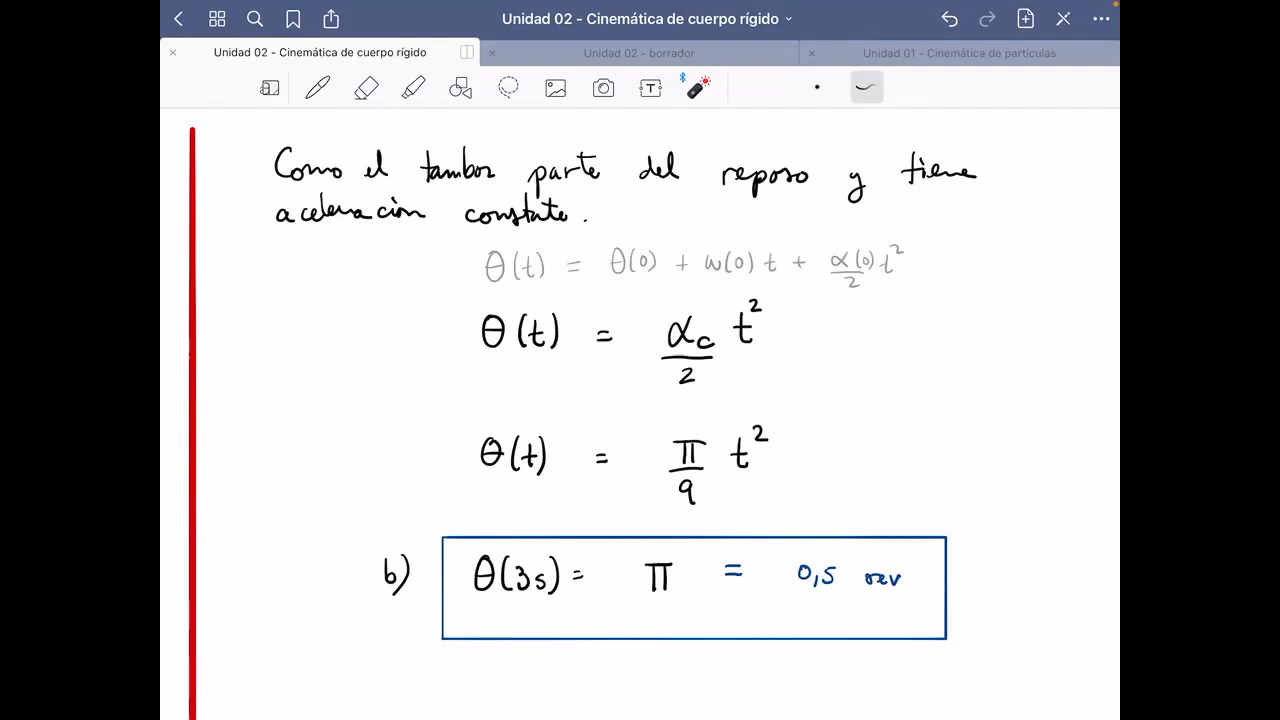 Unidad 02 - Cinemática de cuerpo rígido
Unidad 02 - Cinemática de cuerpo rígido
Unidad 02 - borrador
Unidad 01 - Cinemática de partículas
T
Como el tambor parte del reposo y tiene
aceleración constate.
θ(t) = θ(0) + ω(0) t + α(0)/2 t²
θ(t) = αc/2 t²
θ(t) = π/9 t²
b) θ(3s) = π = 0,5 rev